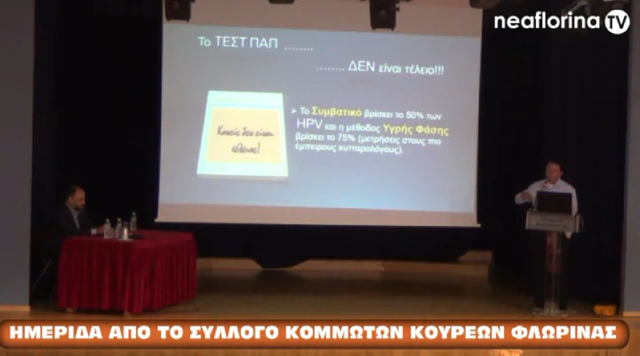 neaflorina TV
Το ΤΕΣΤ ΠΑΠ ........
........ ΔΕΝ είναι τέλειο!!!
Κανείς δεν είναι
τέλειος!
➢ Το Συμβατικό βρίσκει το 50% των
HPV και η μέθοδος Υγρής Φάσης
βρίσκει το 75% (μετρήσεις στους πιο
έμπειρους κυτταρολόγους).
ΗΜΕΡΙΔΑ ΑΠΟ ΤΟ ΣΥΛΛΟΓΟ ΚΟΜΜΩΤΩΝ ΚΟΥΡΕΩΝ ΦΛΩΡΙΝΑΣ